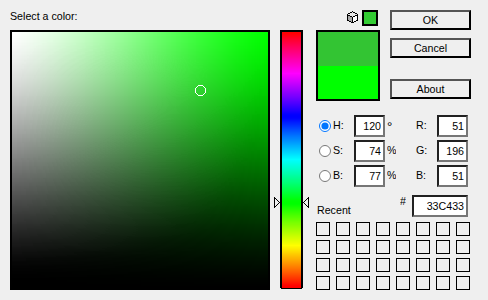 Select a color:
OK
Cancel
About
H: 120 ° R: 51
S: 74 % G: 196
B: 77 % B: 51
# 33C433
Recent